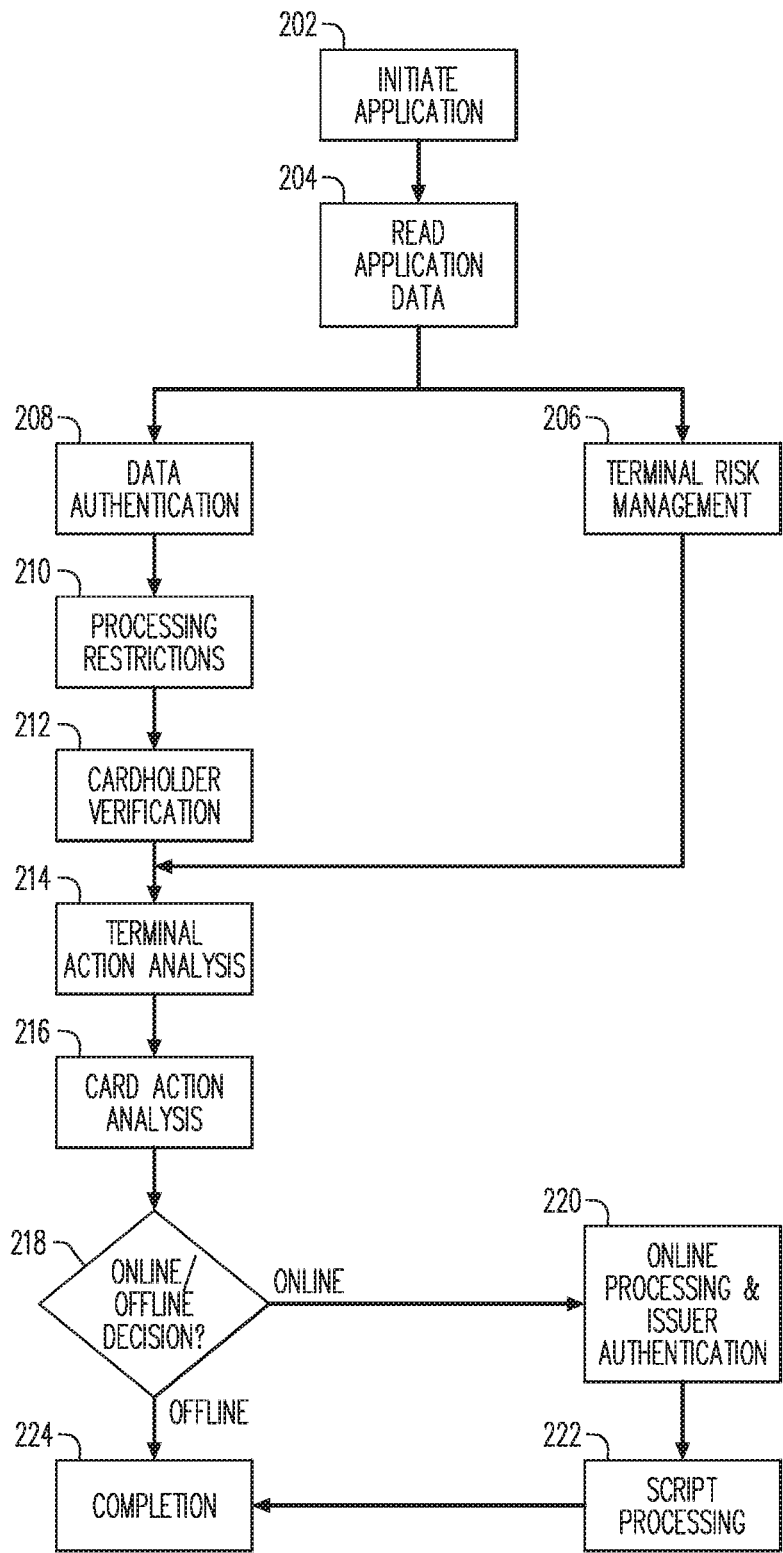 202
INITIATE
APPLICATION
204
READ
APPLICATION
DATA
208
DATA
AUTHENTICATION
206
TERMINAL RISK
MANAGEMENT
210
PROCESSING
RESTRICTIONS
212
CARDHOLDER
VERIFICATION
214
TERMINAL
ACTION ANALYSIS
216
CARD ACTION
ANALYSIS
218
ONLINE/
OFFLINE
DECISION?
ONLINE
OFFLINE
220
ONLINE
PROCESSING &
ISSUER
AUTHENTICATION
224
COMPLETION
222
SCRIPT
PROCESSING